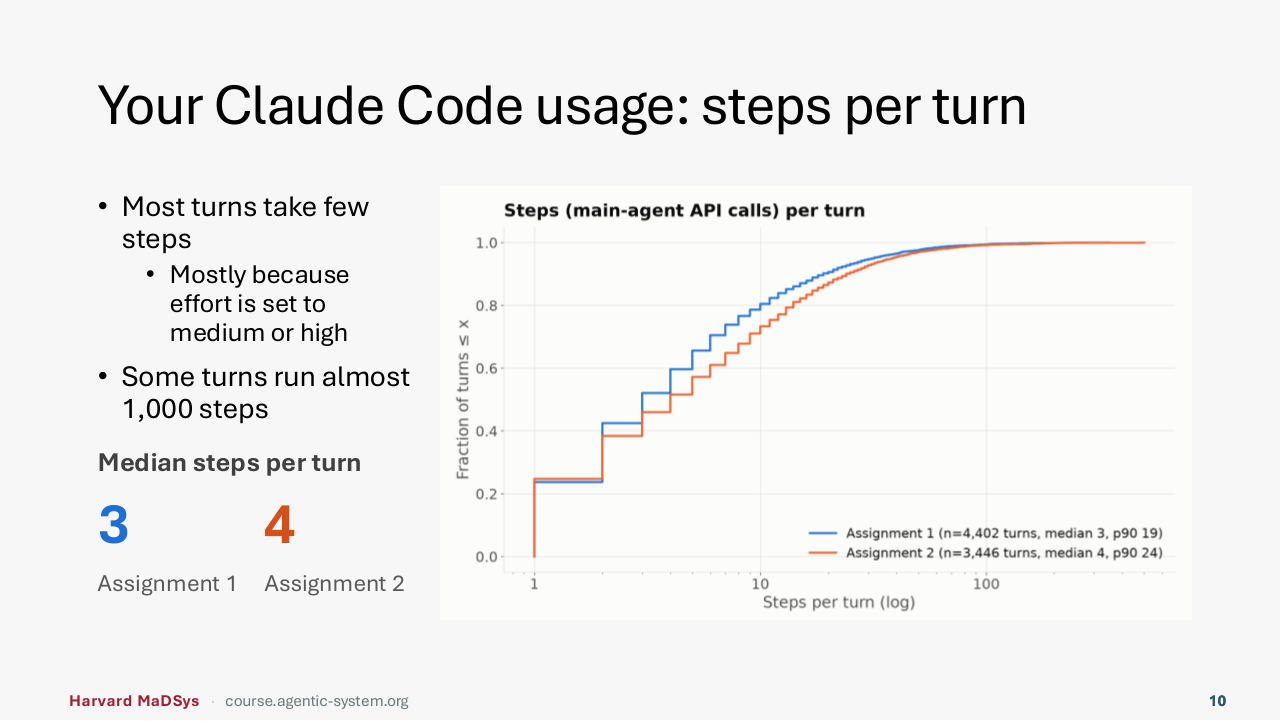 Your Claude Code usage: steps per turn
• Most turns take few
steps
• Mostly because
effort is set to
medium or high
• Some turns run almost
1,000 steps
Median steps per turn
3 4
Assignment 1 Assignment 2
Steps (main-agent API calls) per turn
Fraction of turns ≤ x
1.0
0.8
0.6
0.4
0.2
0.0
Assignment 1 (n=4,402 turns, median 3, p90 19)
Assignment 2 (n=3,446 turns, median 4, p90 24)
1 10 100
Steps per turn (log)
Harvard MaDSys · course.agentic-system.org 10